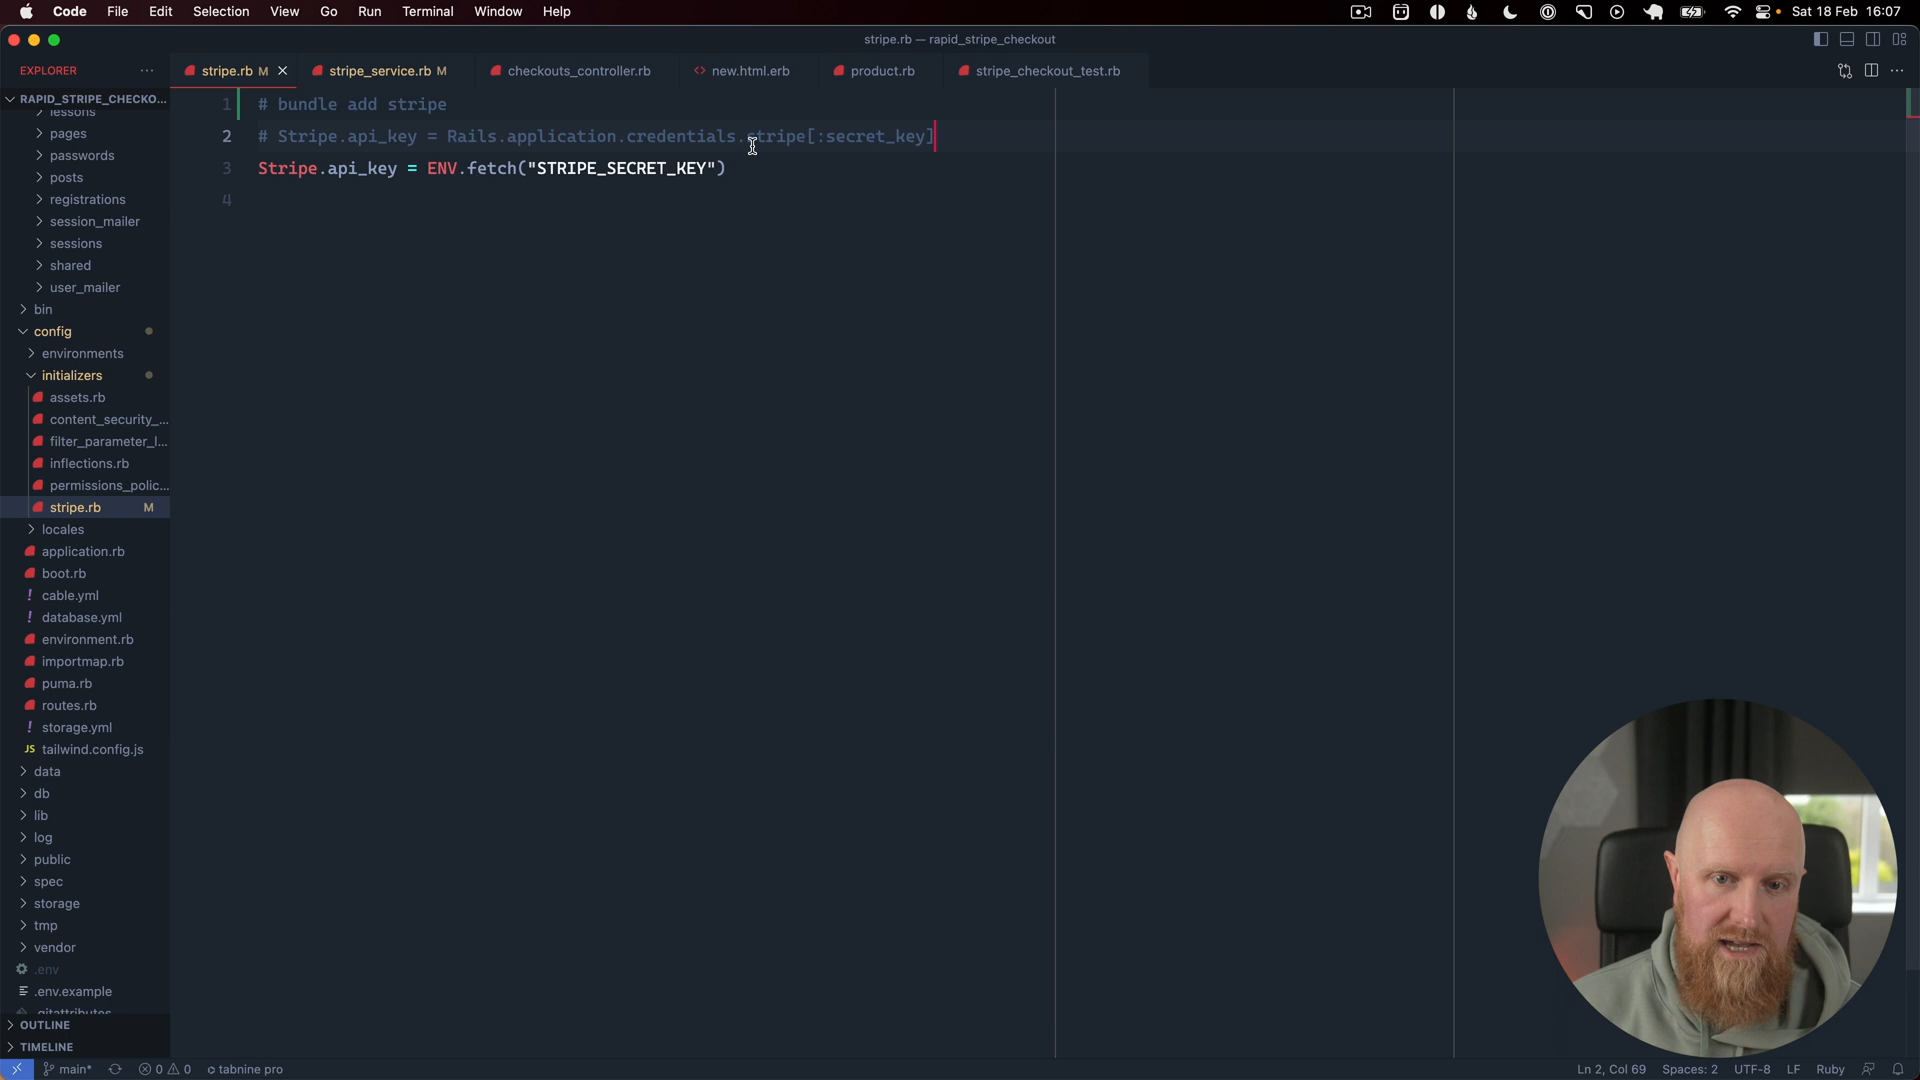 Code File Edit Selection View Go Run Terminal Window Help Sat 18 Feb 16:07
stripe.rb — rapid_stripe_checkout
EXPLORER ···
stripe.rb M stripe_service.rb M checkouts_controller.rb new.html.erb product.rb stripe_checkout_test.rb
RAPID_STRIPE_CHECKO...
lessons
pages
passwords
posts
registrations
session_mailer
sessions
shared
user_mailer
bin
config
environments
initializers
assets.rb
content_security_...
filter_parameter_l...
inflections.rb
permissions_polic...
stripe.rb M
locales
application.rb
boot.rb
! cable.yml
! database.yml
environment.rb
importmap.rb
puma.rb
routes.rb
! storage.yml
JS tailwind.config.js
data
db
lib
log
public
spec
storage
tmp
vendor
.env
.env.example
.gitattributes
OUTLINE
TIMELINE
1 # bundle add stripe
2 # Stripe.api_key = Rails.application.credentials.stripe[:secret_key]
3 Stripe.api_key = ENV.fetch("STRIPE_SECRET_KEY")
4
main* 0 0 tabnine pro Ln 2, Col 69 Spaces: 2 UTF-8 LF Ruby